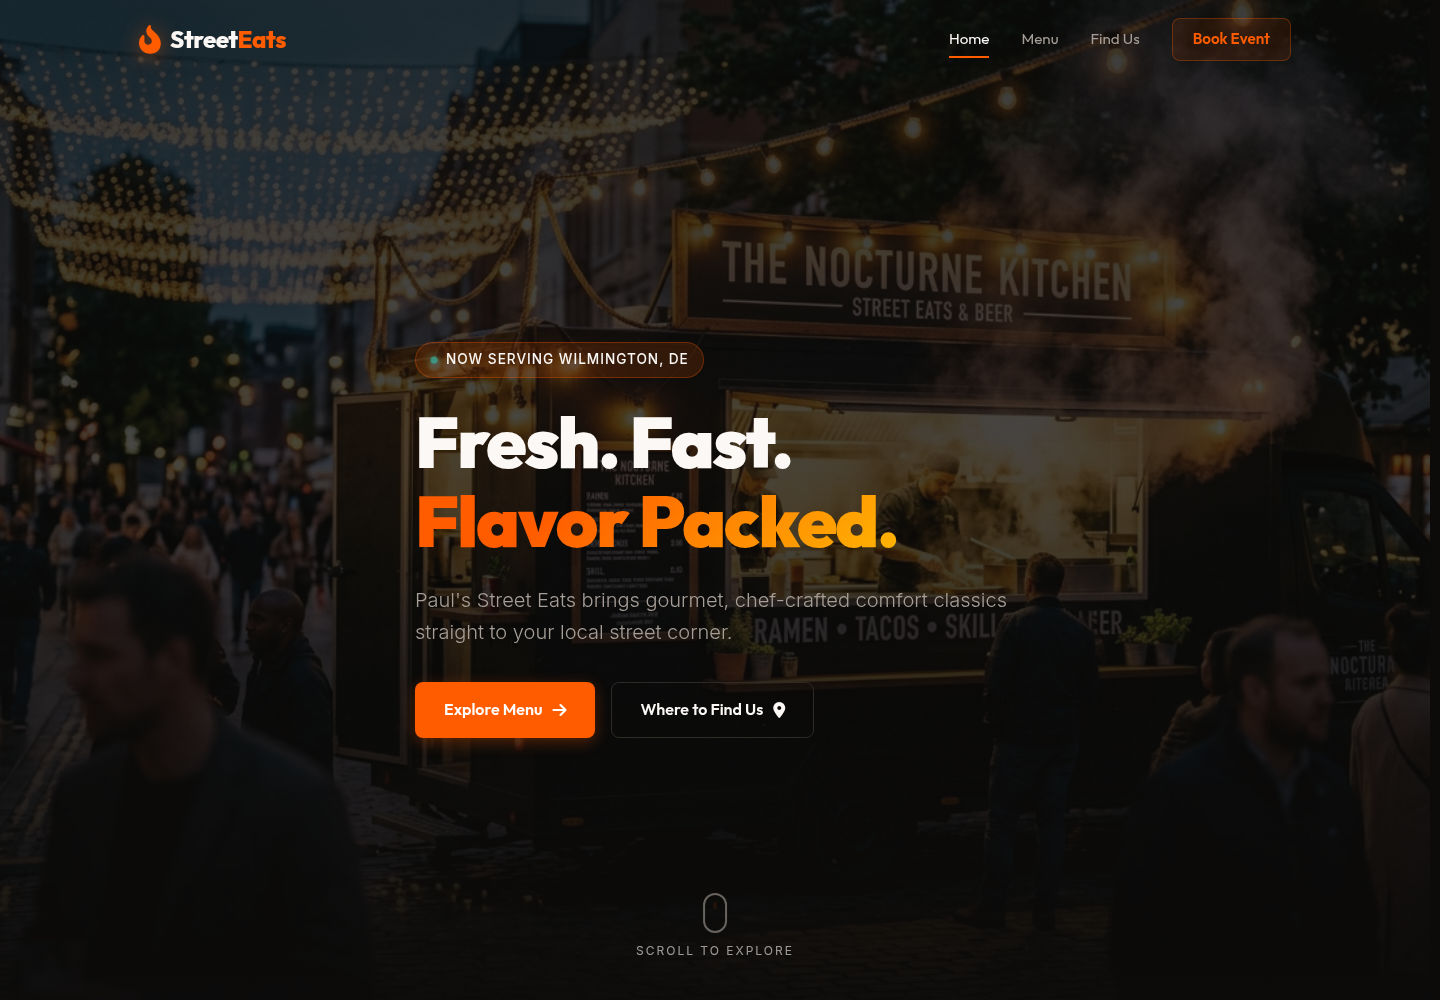 StreetEats
Home Menu Find Us Book Event
THE NOCTURNE KITCHEN
STREET EATS & BEER
NOW SERVING WILMINGTON, DE
Fresh. Fast.
KITCHEN
Flavor Packed.
Paul's Street Eats brings gourmet, chef-crafted comfort classics
straight to your local street corner.
RAMEN • TACOS •
THE
Explore Menu
Where to Find Us
SCROLL TO EXPLORE